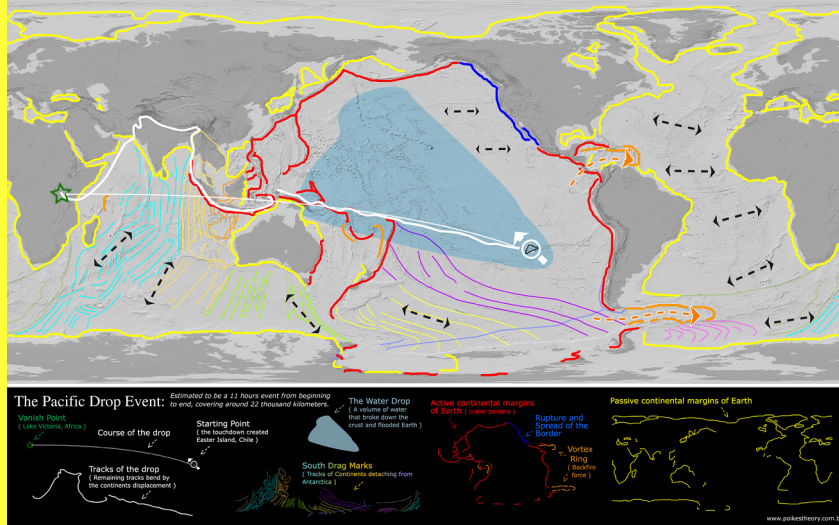 The Pacific Drop Event:
Estimated to be a 11 hours event from beginning
to end, covering around 22 thousand kilometers.
Vanish Point
( Lake Victoria, Africa )
Course of the drop
Starting Point
( the touchdown created
Easter Island, Chile )
Tracks of the drop
( Remaining tracks bend by
the continents displacement )
The Water Drop
( A volume of water
that broke down the
crust and flooded Earth )
South Drag Marks
( Tracks of Continents detaching from
Antarctica )
Active continental margins
of Earth ( crater borders )
Rupture and
Spread of the
Border
Vortex
Ring
( Backfire
force )
Passive continental margins of Earth